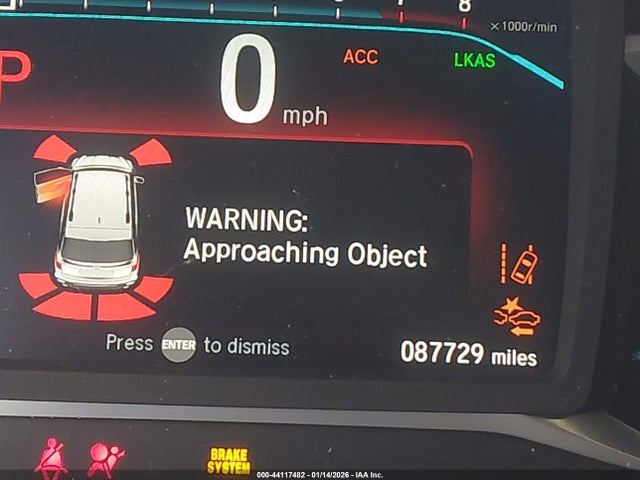 8
x1000r/min
P
0 mph
ACC
LKAS
WARNING:
Approaching Object
Press ENTER to dismiss
087729 miles
BRAKE
SYSTEM
000-44117482 - 01/14/2026 - IAA Inc.